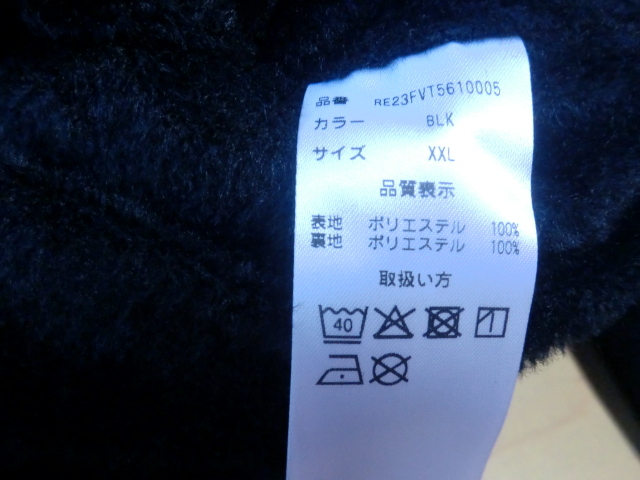 品番 RE23FVT5610005
カラー BLK
サイズ XXL
品質表示
表地 ポリエステル 100%
裏地 ポリエステル 100%
取扱い方
40